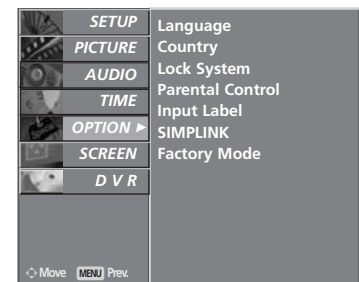 SETUP
PICTURE
AUDIO
TIME
OPTION ►
SCREEN
D V R
Move MENU Prev.
Language
Country
Lock System
Parental Control
Input Label
SIMPLINK
Factory Mode